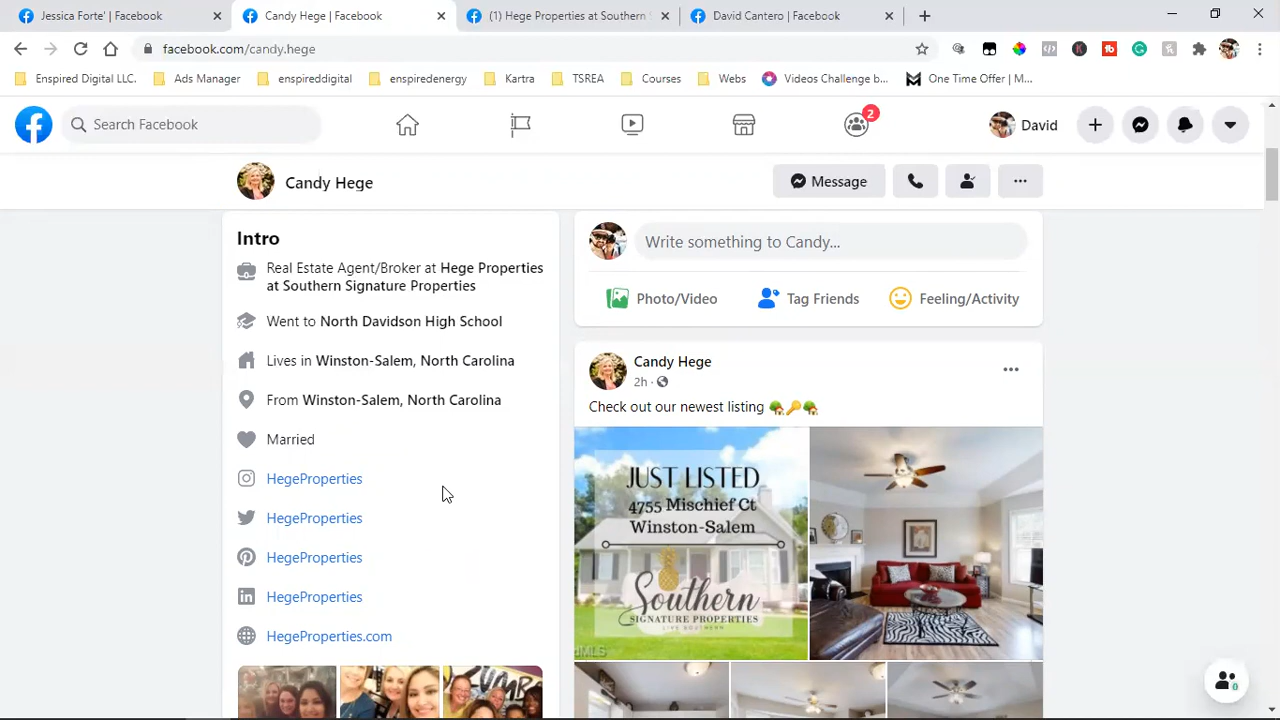 Jessica Forte' | Facebook
Candy Hege | Facebook
(1) Hege Properties at Southern S
David Cantero | Facebook
facebook.com/candy.hege
Enspired Digital LLC.
Ads Manager
enspireddigital
enspiredenergy
Kartra
TSREA
Courses
Webs
Videos Challenge b...
One Time Offer | M...
Search Facebook
2
David
Candy Hege
Message
Intro
Real Estate Agent/Broker at Hege Properties
at Southern Signature Properties
Went to North Davidson High School
Lives in Winston-Salem, North Carolina
From Winston-Salem, North Carolina
Married
HegeProperties
HegeProperties
HegeProperties
HegeProperties
HegeProperties.com
Write something to Candy...
Photo/Video
Tag Friends
Feeling/Activity
Candy Hege
2h ·
Check out our newest listing 🏡🔑🏡
JUST LISTED
4755 Mischief Ct
Winston-Salem
Southern
SIGNATURE PROPERTIES
LIVE SOUTHERN
MLS
ZUMB
0